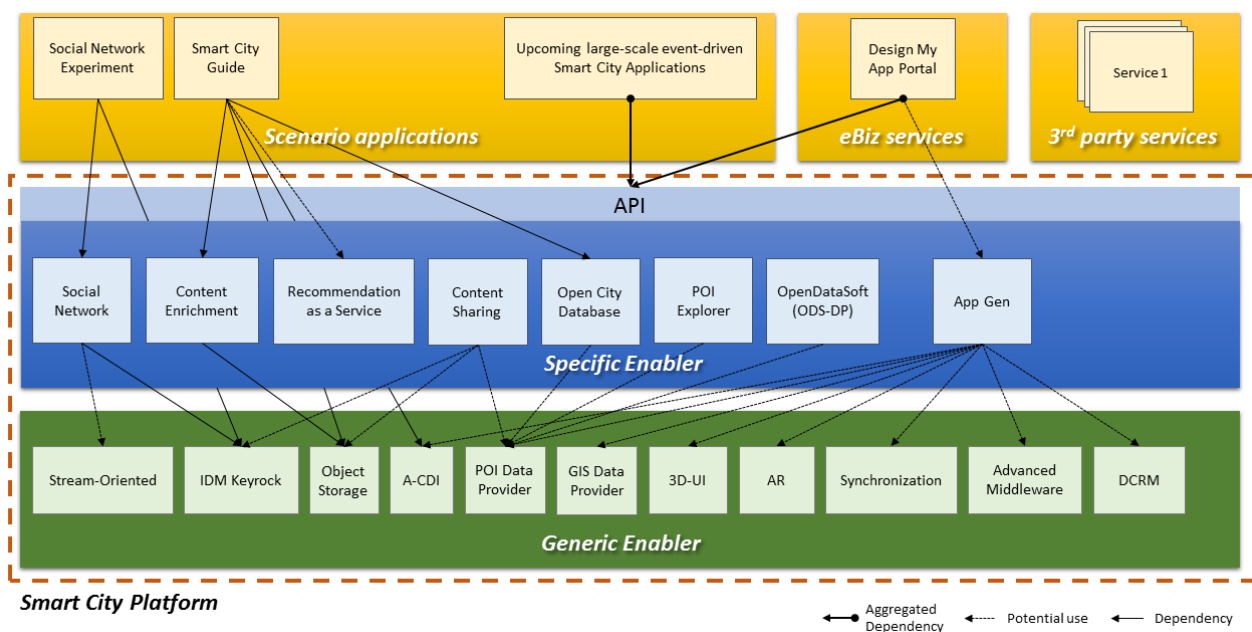 Social Network
Experiment
Smart City
Guide
Upcoming large-scale event-driven
Smart City Applications
Design My
App Portal
Service 1
Scenario applications
eBiz services
3rd party services
API
Social
Network
Content
Enrichment
Recommendation
as a Service
Content
Sharing
Open City
Database
POI
Explorer
OpenDataSoft
(ODS-DP)
App Gen
Specific Enabler
Stream-Oriented
IDM Keyrock
Object
Storage
A-CDI
POI Data
Provider
GIS Data
Provider
3D-UI
AR
Synchronization
Advanced
Middleware
DCRM
Generic Enabler
Smart City Platform
Aggregated
Dependency
Potential use
Dependency